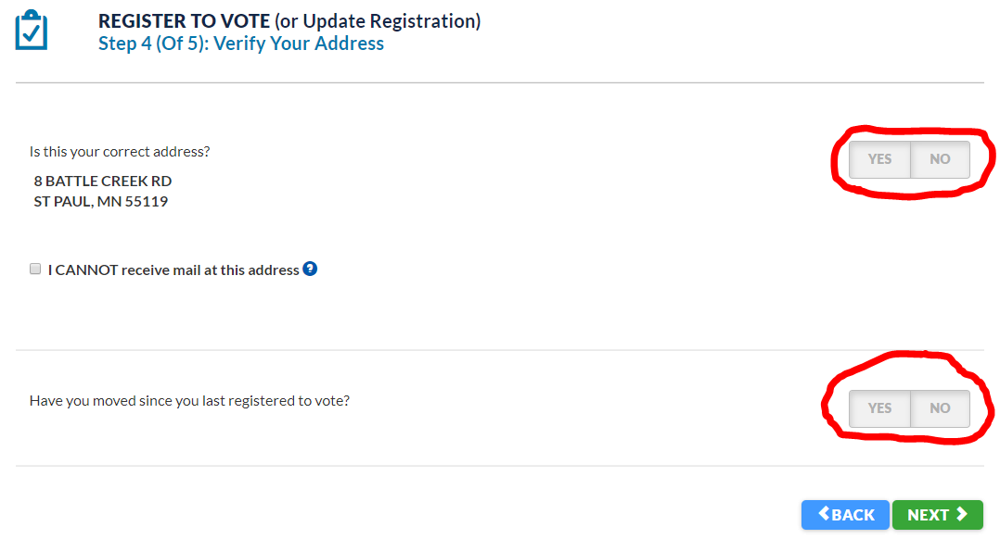 REGISTER TO VOTE (or Update Registration)
Step 4 (Of 5): Verify Your Address
Is this your correct address?
YES NO
8 BATTLE CREEK RD
ST PAUL, MN 55119
I CANNOT receive mail at this address ?
Have you moved since you last registered to vote?
YES NO
BACK NEXT